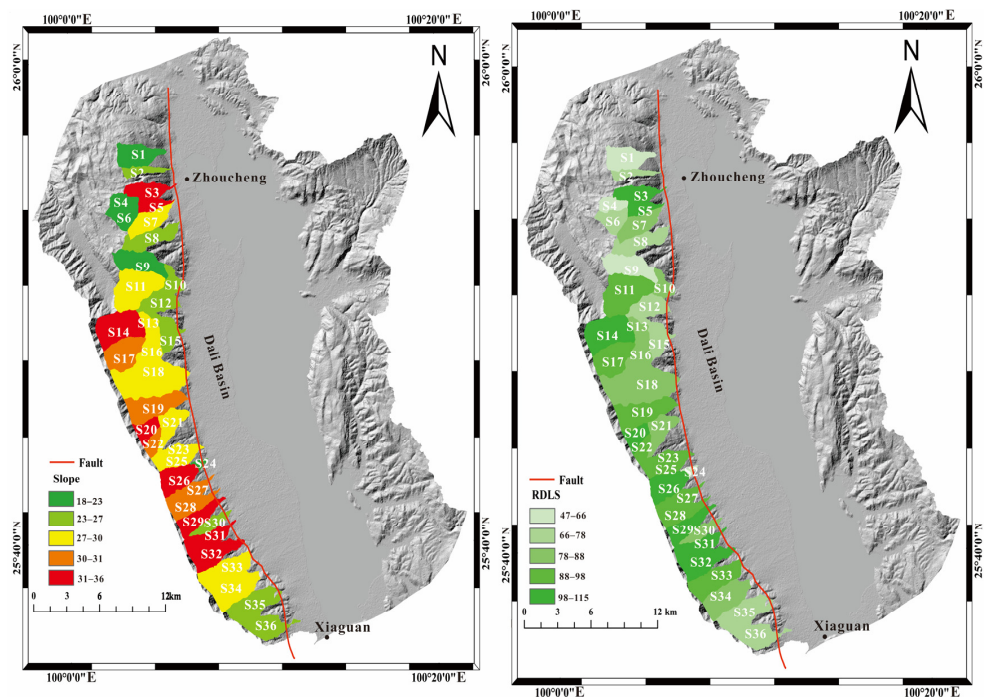 100°0'0"E
100°20'0"E
26°0'0"N
N
S1
S2
Zhoucheng
S3
S4
S5
S6
S7
S8
S9
S10
S11
S12
S13
S14
S15
S16
S17
S18
Dali Basin
S19
S20
S21
S22
S23
S24
S25
S26
S27
S28
S29
S30
S31
S32
S33
S34
S35
S36
Xiaguan
Fault
Slope
18–23
23–27
27–30
30–31
31–36
0 3 6 12km
25°40'0"N
100°0'0"E
100°20'0"E
100°0'0"E
100°20'0"E
26°0'0"N
26°0'0"N
N
S1
S2
Zhoucheng
S3
S4
S5
S6
S7
S8
S9
S10
S11
S12
S13
S14
S15
S16
S17
S18
Dali Basin
S19
S20
S21
S22
S23
S24
S25
S26
S27
S28
S29
S30
S31
S32
S33
S34
S35
S36
Xiaguan
Fault
RDLS
47–66
66–78
78–88
88–98
98–115
0 3 6 12 km
25°40'0"N
25°40'0"N
100°0'0"E
100°20'0"E